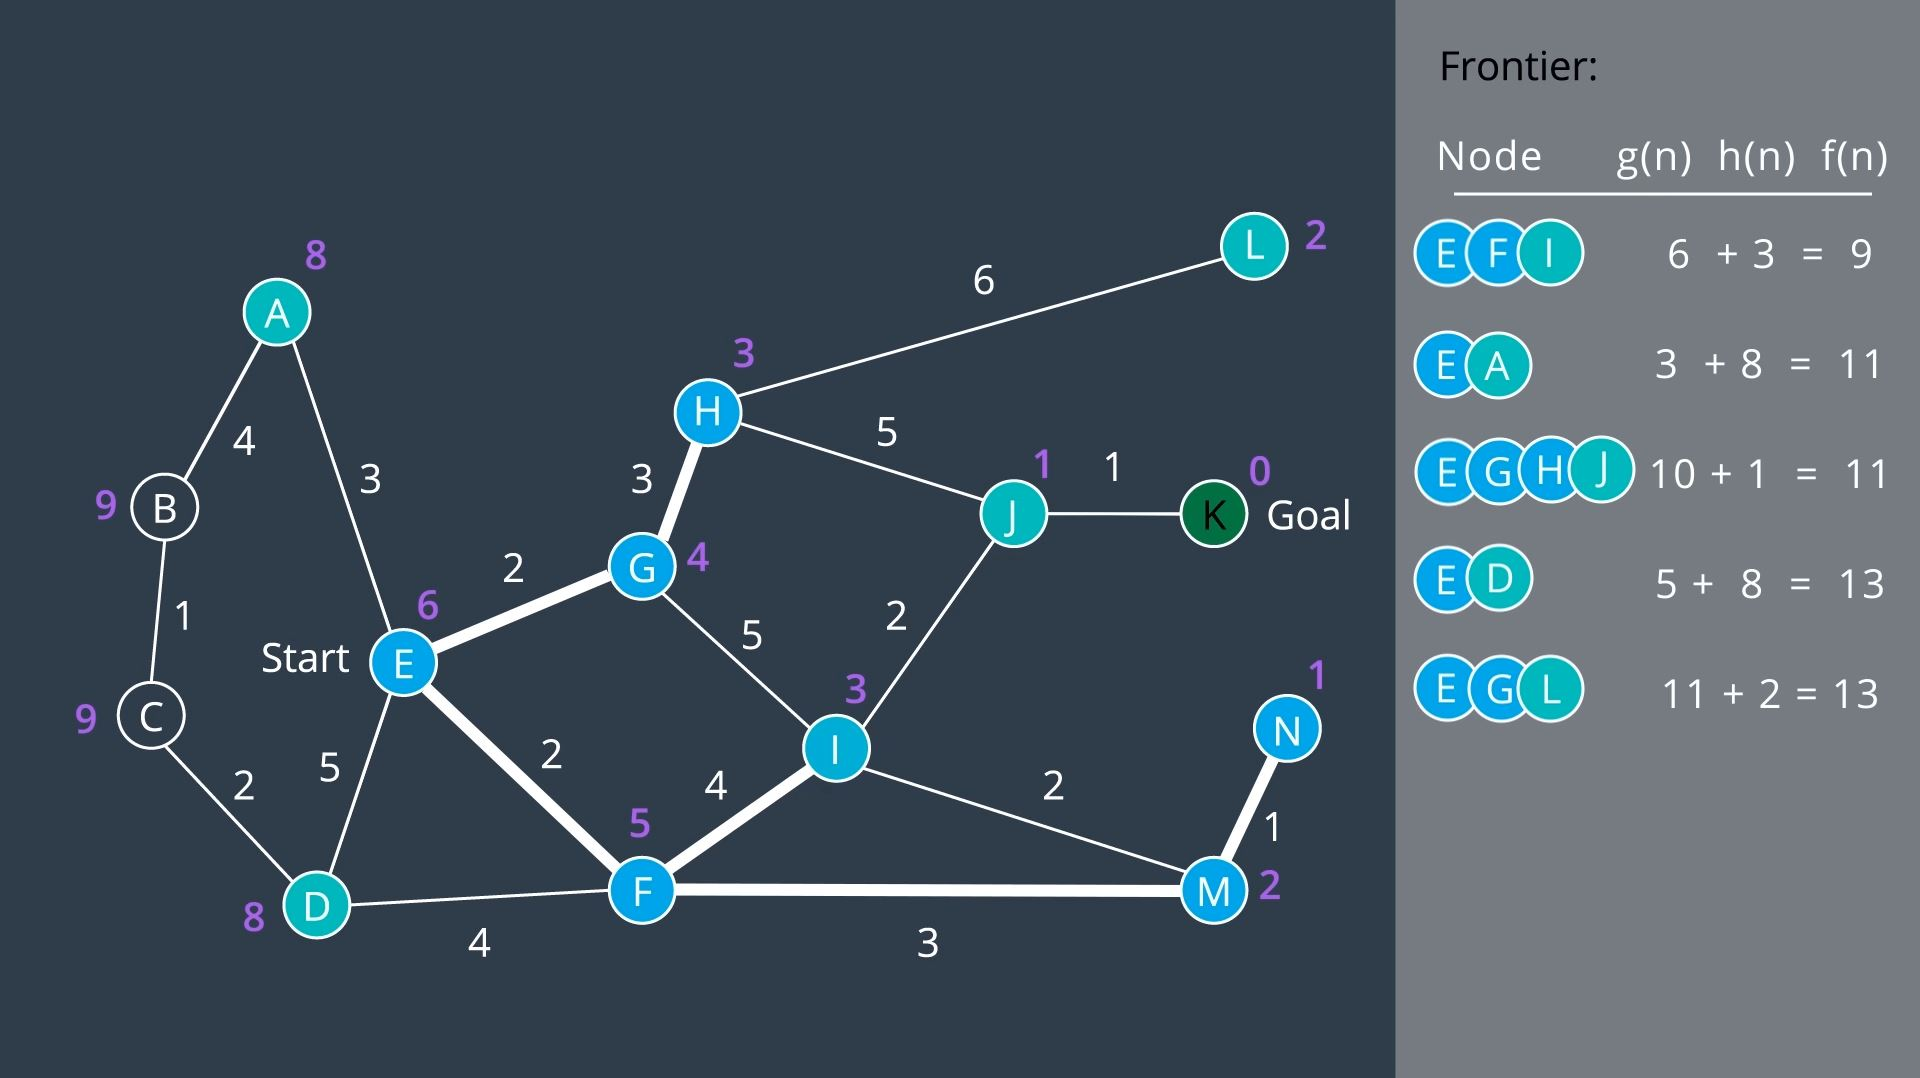 Frontier:
Node g(n) h(n) f(n)
E F I 6 + 3 = 9
E A 3 + 8 = 11
E G H J 10 + 1 = 11
E D 5 + 8 = 13
E G L 11 + 2 = 13
L 2
8
6
A
3
H
4
5
1
1
0
3
3
9 B
J
K Goal
2
G 4
6
1
5
2
Start E
3
1
9 C
I
N
2
5
2
4
2
5
1
8 D
F
M 2
4
3